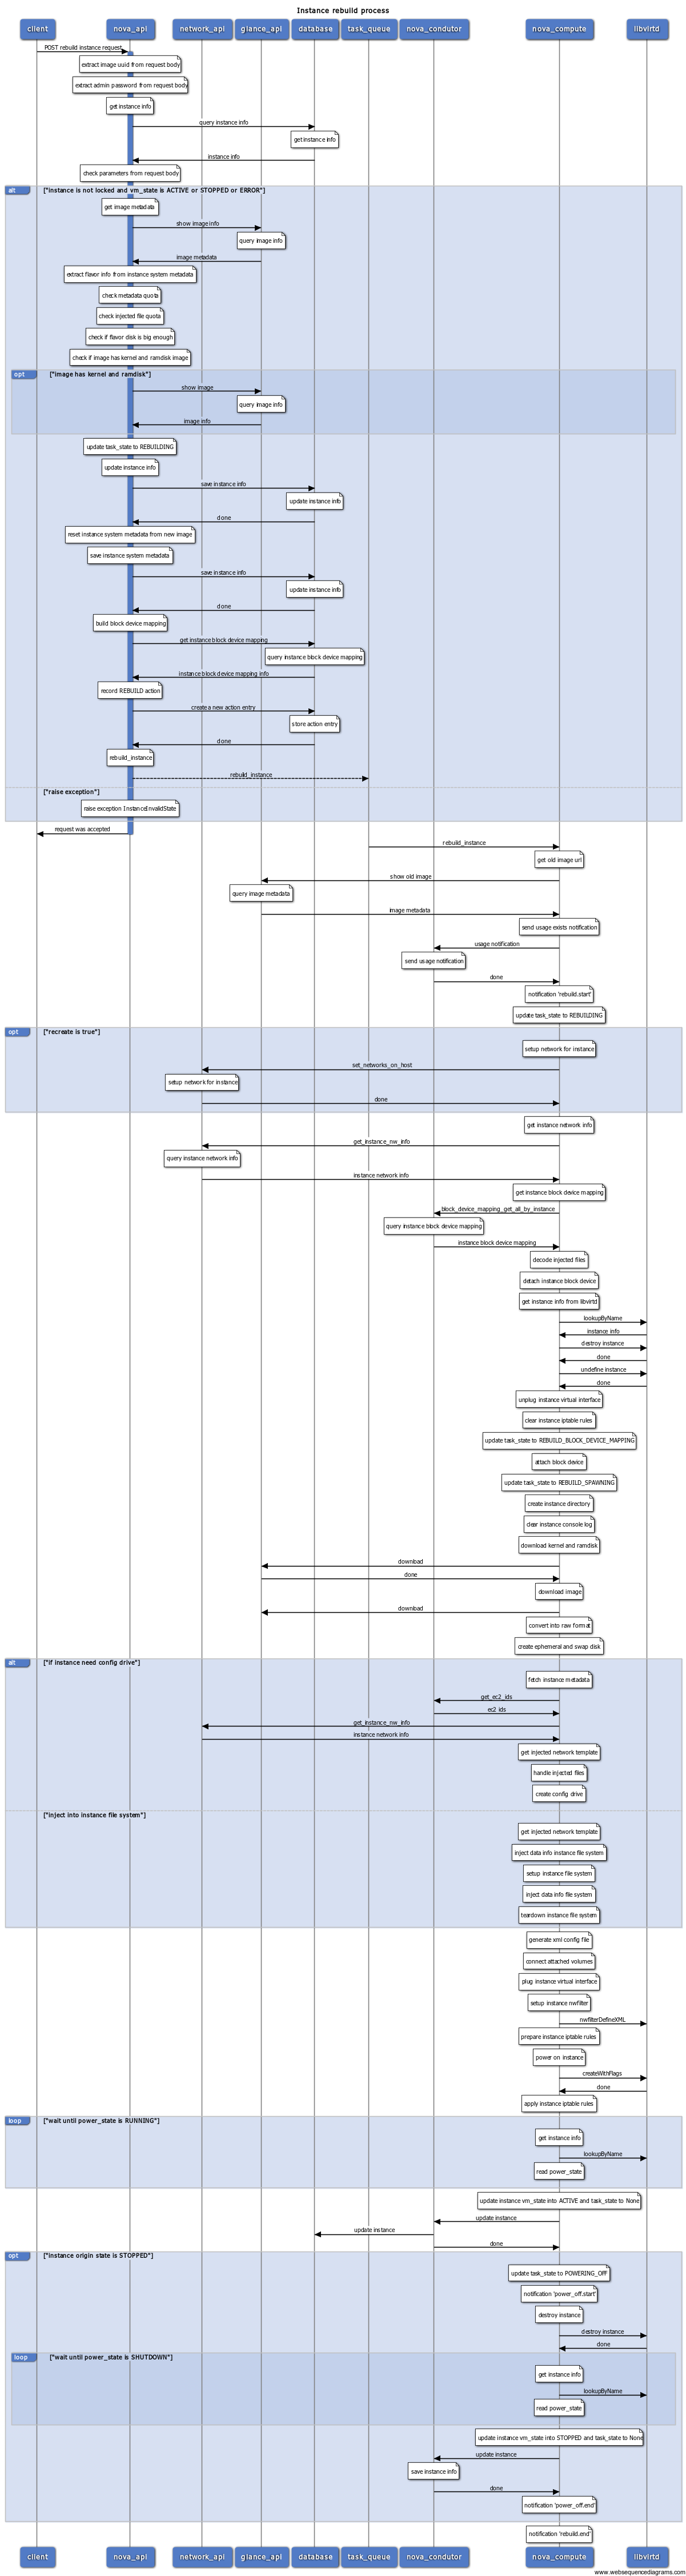 Instance rebuild process
client nova_api network_api glance_api database task_queue nova_condutor nova_compute libvirtd
POST rebuild instance request
extract image uuid from request body
extract admin password from request body
get instance info
query instance info
get instance info
instance info
check parameters from request body
alt ["instance is not locked and vm_state is ACTIVE or STOPPED or ERROR"]
get image metadata
show image info
query image info
image metadata
extract flavor info from instance system metadata
check metadata quota
check injected file quota
check if flavor disk is big enough
check if image has kernel and ramdisk image
opt ["image has kernel and ramdisk"]
show image
query image info
image info
update task_state to REBUILDING
update instance info
save instance info
update instance info
done
reset instance system metadata from new image
save instance system metadata
save instance info
update instance info
done
build block device mapping
get instance block device mapping
query instance block device mapping
instance block device mapping info
record REBUILD action
create a new action entry
store action entry
done
rebuild_instance
rebuild_instance
["raise exception"]
raise exception InstanceEnvalidState
request was accepted
rebuild_instance
get old image url
show old image
query image metadata
image metadata
send usage exists notification
usage notification
send usage notification
done
notification 'rebuild.start'
update task_state to REBUILDING
opt ["recreate is true"]
setup network for instance
set_networks_on_host
setup network for instance
done
get instance network info
get_instance_nw_info
query instance network info
instance network info
get instance block device mapping
block_device_mapping_get_all_by_instance
query instance block device mapping
instance block device mapping
decode injected files
detach instance block device
get instance info from libvirtd
lookupByName
instance info
destroy instance
done
undefine instance
done
unplug instance virtual interface
clear instance iptable rules
update task_state to REBUILD_BLOCK_DEVICE_MAPPING
attach block device
update task_state to REBUILD_SPAWNING
create instance directory
clear instance console log
download kernel and ramdisk
download
done
download image
download
convert into raw format
create ephemeral and swap disk
alt ["if instance need config drive"]
fetch instance metadata
get_ec2_ids
ec2 ids
get_instance_nw_info
instance network info
get injected network template
handle injected files
create config drive
["inject into instance file system"]
get injected network template
inject data info instance file system
setup instance file system
inject data info file system
teardown instance file system
generate xml config file
connect attached volumes
plug instance virtual interface
setup instance nwfilter
nwfilterDefineXML
prepare instance iptable rules
power on instance
createWithFlags
done
apply instance iptable rules
loop ["wait until power_state is RUNNING"]
get instance info
lookupByName
read power_state
update instance vm_state into ACTIVE and task_state to None
update instance
update instance
done
opt ["instance origin state is STOPPED"]
update task_state to POWERING_OFF
notification 'power_off.start'
destroy instance
destroy instance
done
loop ["wait until power_state is SHUTDOWN"]
get instance info
lookupByName
read power_state
update instance vm_state into STOPPED and task_state to None
update instance
save instance info
done
notification 'power_off.end'
notification 'rebuild.end'
client nova_api network_api glance_api database task_queue nova_condutor nova_compute libvirtd
www.websequencediagrams.com